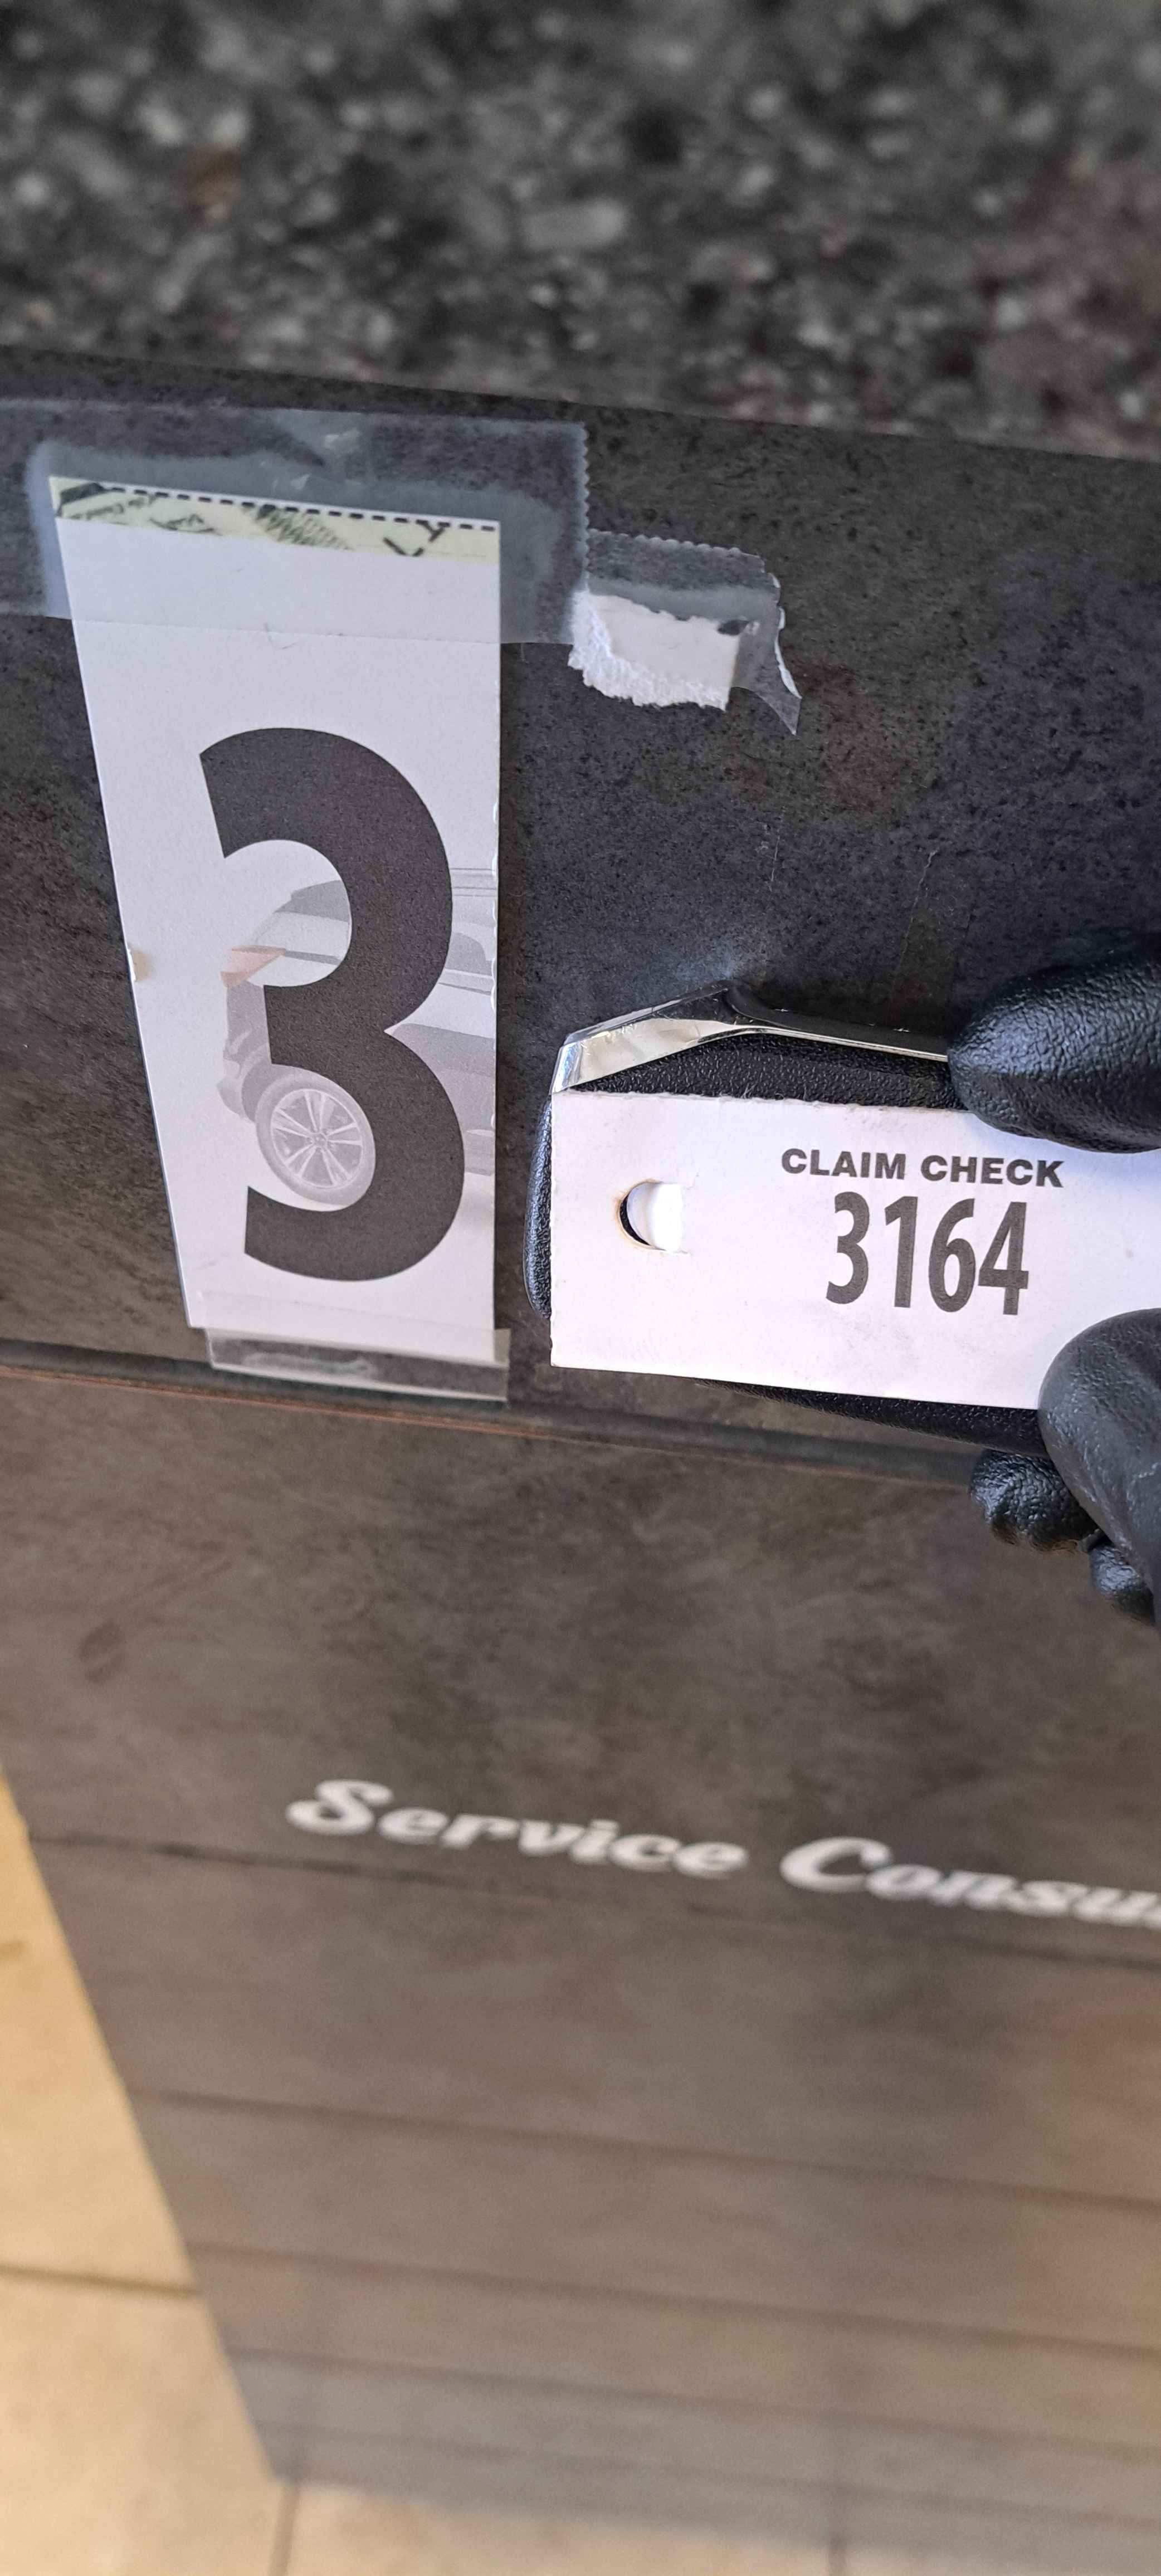 3
CLAIM CHECK
3164
Service Consu